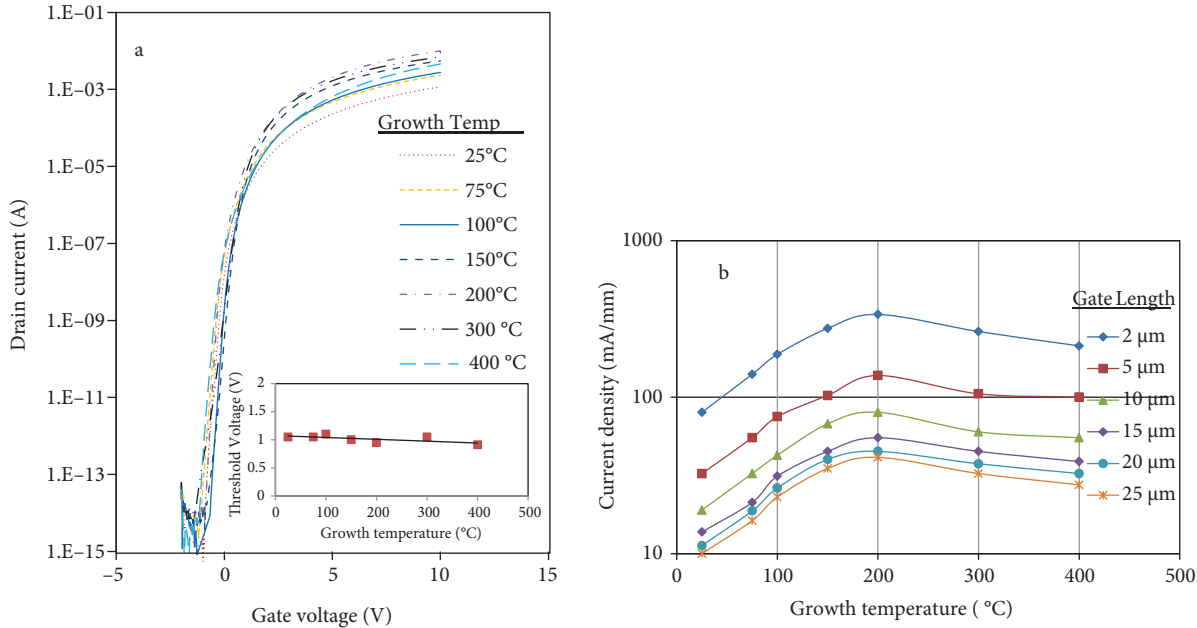 a
1.E−01
1.E−03
1.E−05
1.E−07
1.E−09
1.E−11
1.E−13
1.E−15
Drain current (A)
−5 0 5 10 15
Gate voltage (V)
Growth Temp
25°C
75°C
100°C
150°C
200°C
300 °C
400 °C
2
1.5
1
0.5
0
Threshold Voltage (V)
0 100 200 300 400 500
Growth temperature (°C)
b
1000
100
10
Current density (mA/mm)
0 100 200 300 400
Growth temperature ( °C)
Gate Length
2 μm
5 μm
10 μm
15 μm
20 μm
25 μm